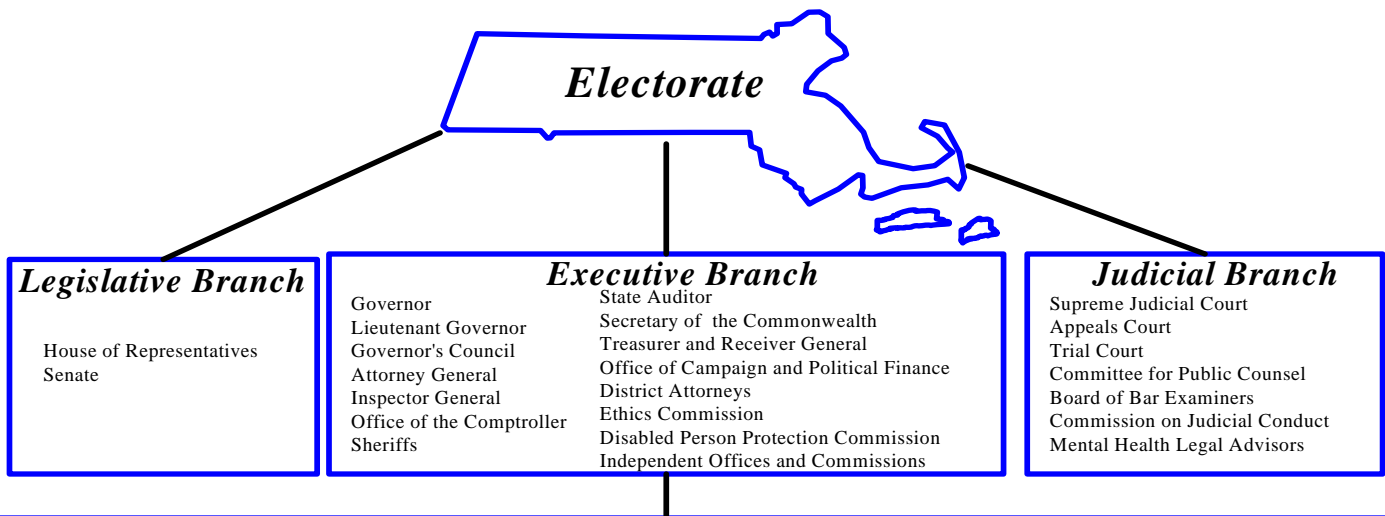 Electorate
Legislative Branch
House of Representatives
Senate
Executive Branch
Governor
Lieutenant Governor
Governor's Council
Attorney General
Inspector General
Office of the Comptroller
Sheriffs
State Auditor
Secretary of the Commonwealth
Treasurer and Receiver General
Office of Campaign and Political Finance
District Attorneys
Ethics Commission
Disabled Person Protection Commission
Independent Offices and Commissions
Judicial Branch
Supreme Judicial Court
Appeals Court
Trial Court
Committee for Public Counsel
Board of Bar Examiners
Commission on Judicial Conduct
Mental Health Legal Advisors